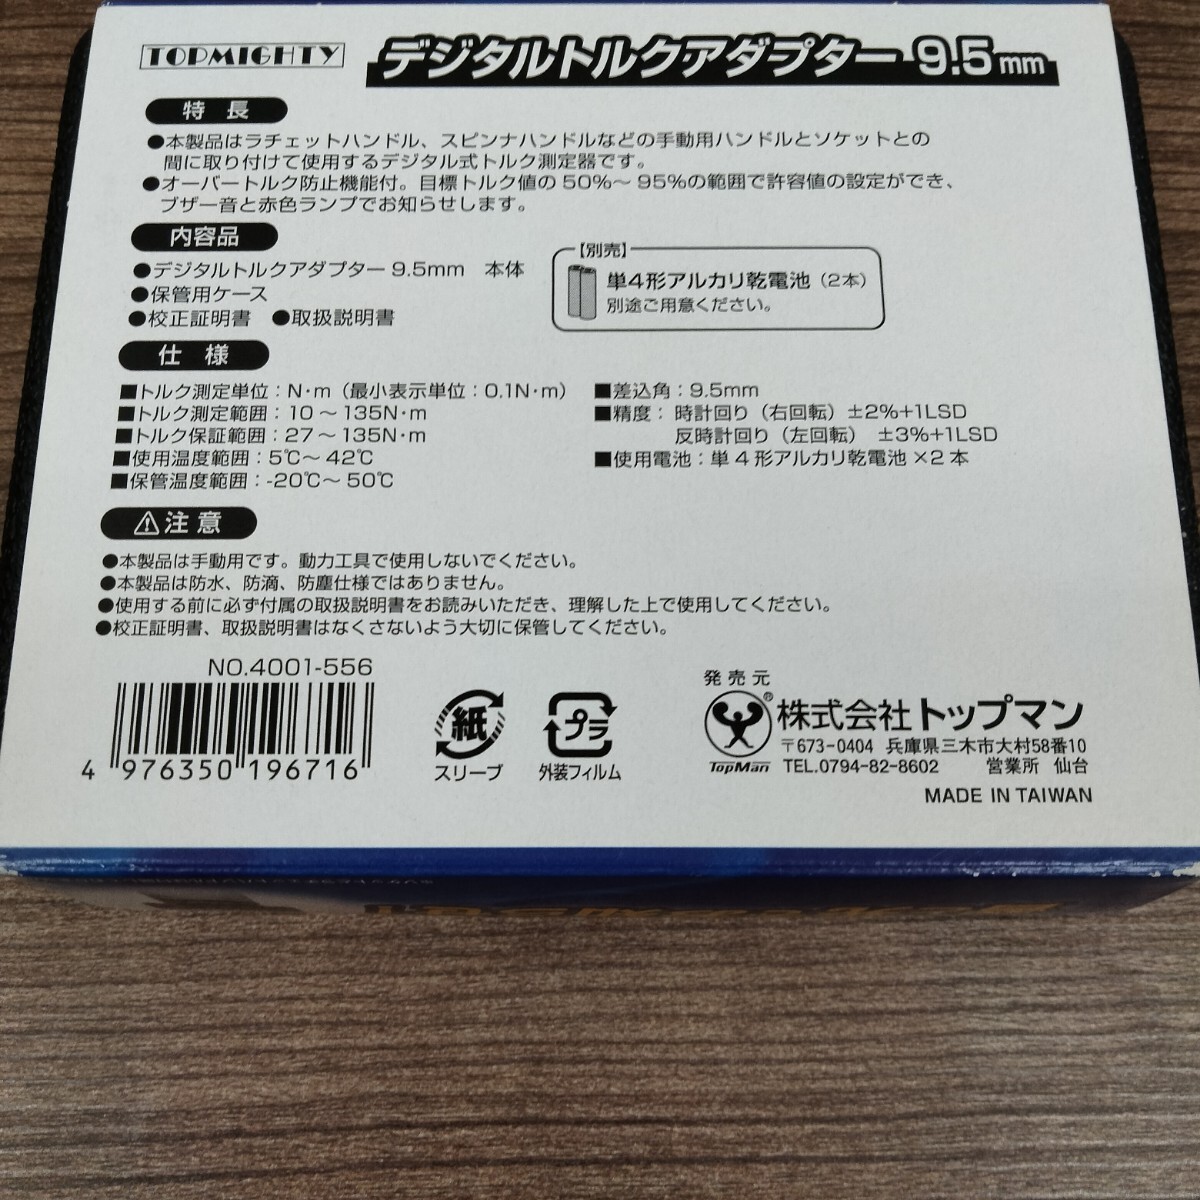 TOPMIGHTY
デジタルトルクアダプター 9.5mm
特 長
●本製品はラチェットハンドル、スピンナハンドルなどの手動用ハンドルとソケットとの
間に取り付けて使用するデジタル式トルク測定器です。
●オーバートルク防止機能付。目標トルク値の50%～95%の範囲で許容値の設定ができ、
ブザー音と赤色ランプでお知らせします。
内容品
●デジタルトルクアダプター9.5mm 本体
●保管用ケース
●校正証明書 ●取扱説明書
【別売】
単4形アルカリ乾電池（2本）
別途ご用意ください。
仕 様
■トルク測定単位：N・m（最小表示単位：0.1N・m）
■トルク測定範囲：10～135N・m
■トルク保証範囲：27～135N・m
■使用温度範囲：5℃～42℃
■保管温度範囲：-20℃～50℃
■差込角：9.5mm
■精度：時計回り（右回転）±2%+1LSD
反時計回り（左回転） ±3%+1LSD
■使用電池：単4形アルカリ乾電池×2本
⚠注意
●本製品は手動用です。動力工具で使用しないでください。
●本製品は防水、防滴、防塵仕様ではありません。
●使用する前に必ず付属の取扱説明書をお読みいただき、理解した上で使用してください。
●校正証明書、取扱説明書はなくさないよう大切に保管してください。
NO.4001-556
4 976350 196716
紙
スリーブ
プラ
外装フィルム
発売元
TopMan
®
株式会社トップマン
〒673-0404 兵庫県三木市大村58番10
TEL.0794-82-8602 営業所 仙台
MADE IN TAIWAN